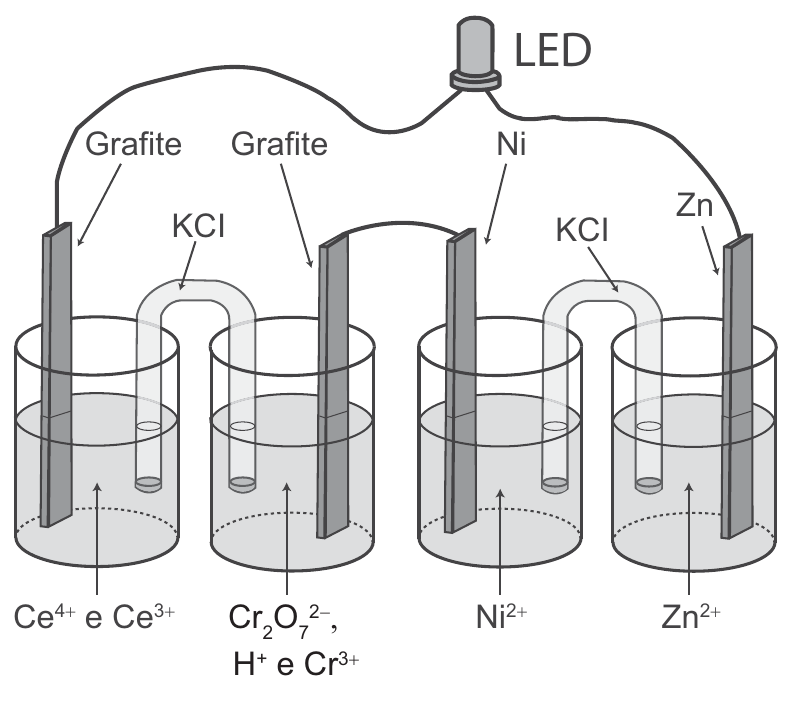 LED
Grafite
Grafite
Ni
Zn
KCl
KCl
Ce⁴⁺ e Ce³⁺
Cr₂O₇²⁻,
H⁺ e Cr³⁺
Ni²⁺
Zn²⁺